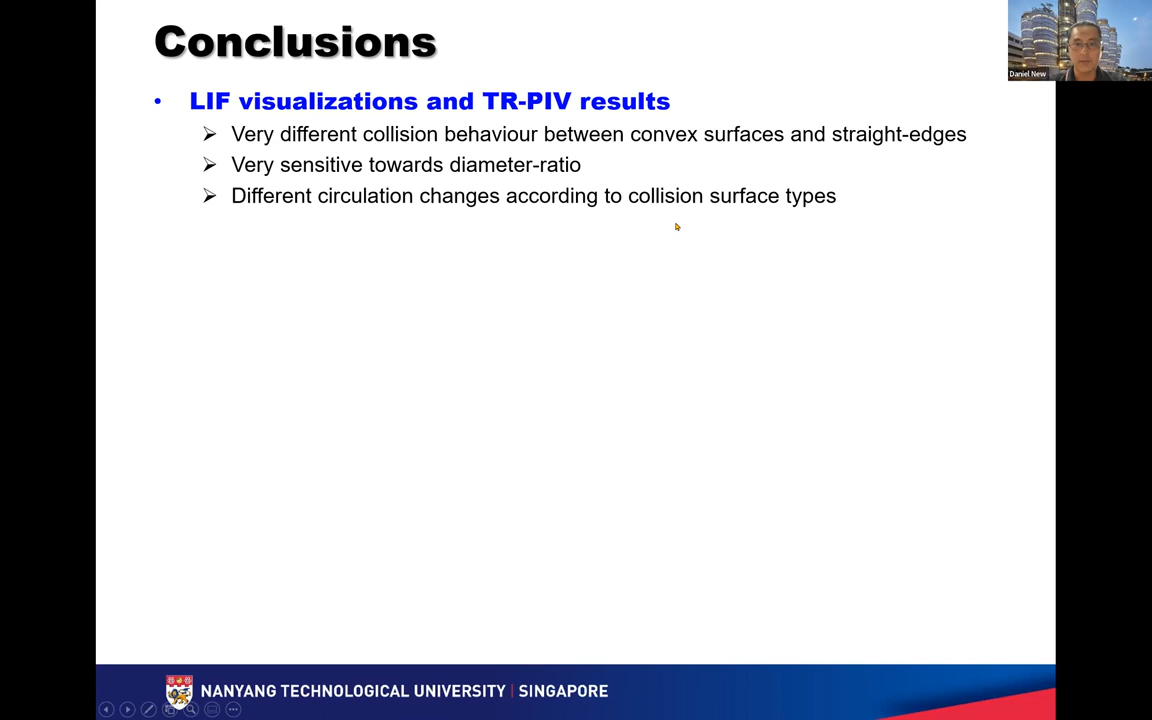 Conclusions
• LIF visualizations and TR-PIV results
➢ Very different collision behaviour between convex surfaces and straight-edges
➢ Very sensitive towards diameter-ratio
➢ Different circulation changes according to collision surface types
Daniel New
NANYANG TECHNOLOGICAL UNIVERSITY | SINGAPORE